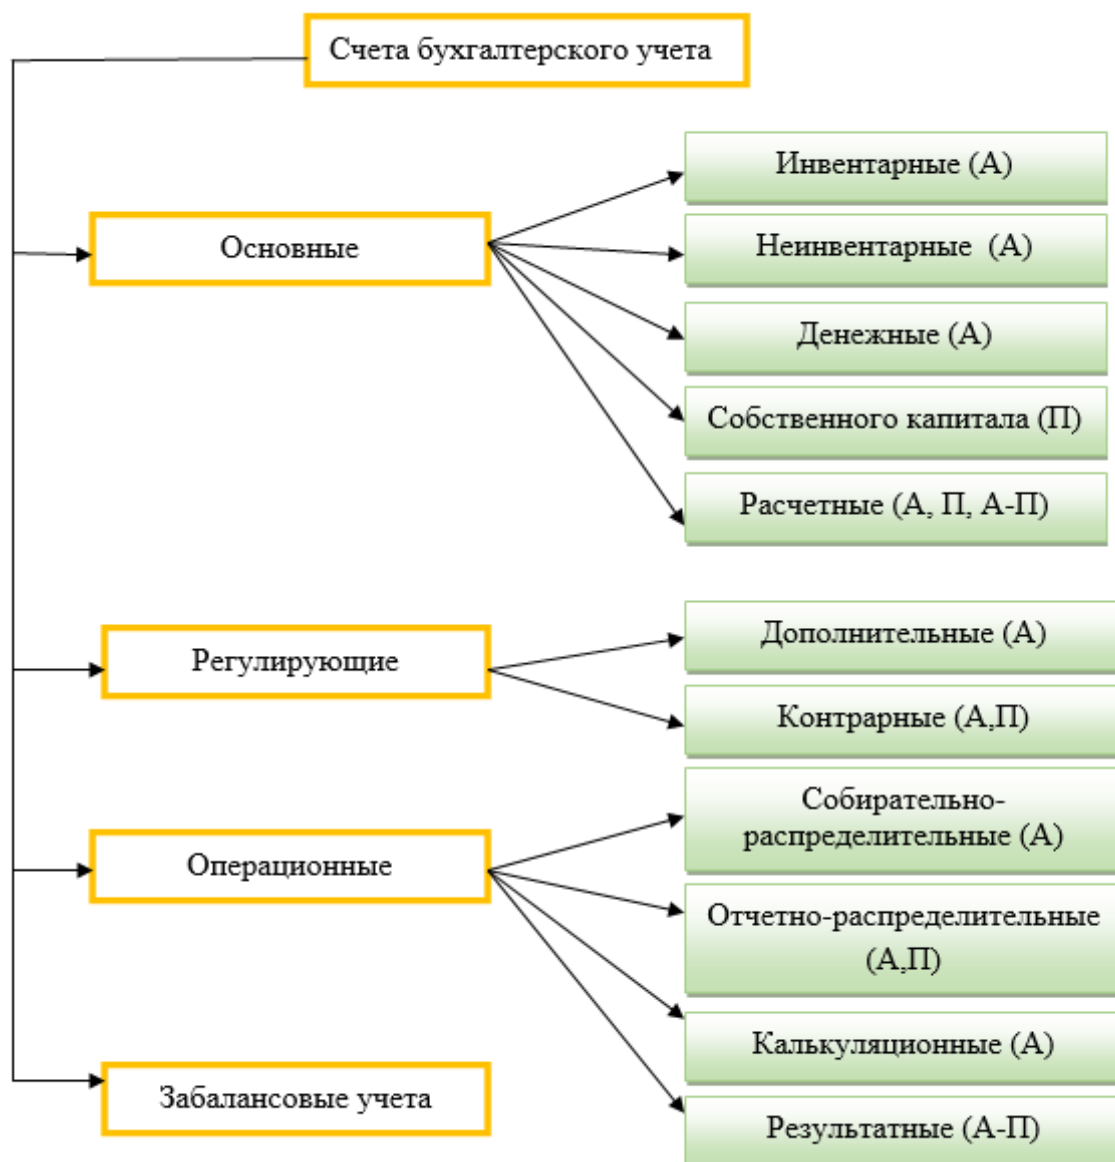 Счета бухгалтерского учета
Основные
Инвентарные (А)
Неинвентарные (А)
Денежные (А)
Собственного капитала (П)
Расчетные (А, П, А-П)
Регулирующие
Дополнительные (А)
Контрарные (А,П)
Операционные
Собирательно-
распределительные (А)
Отчетно-распределительные
(А,П)
Калькуляционные (А)
Результатные (А-П)
Забалансовые учета